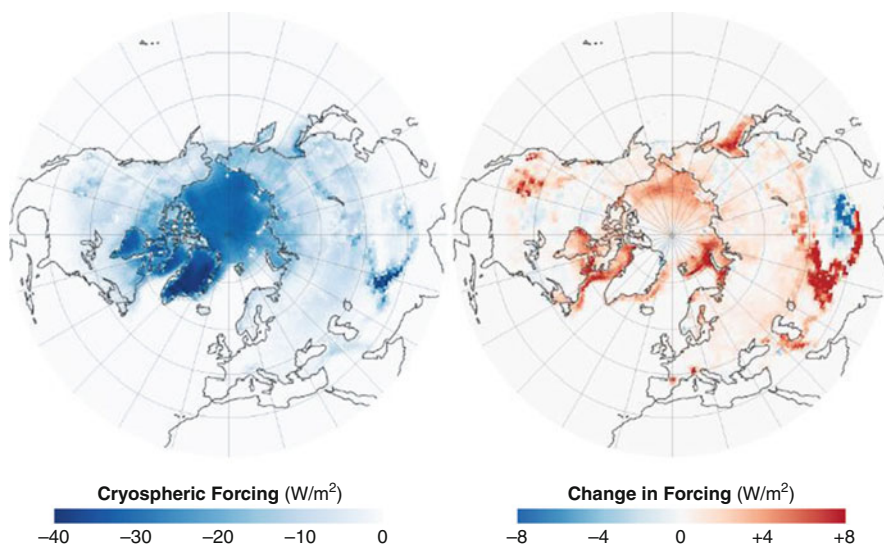 Cryospheric Forcing (W/m²)
−40 −30 −20 −10 0
Change in Forcing (W/m²)
−8 −4 0 +4 +8